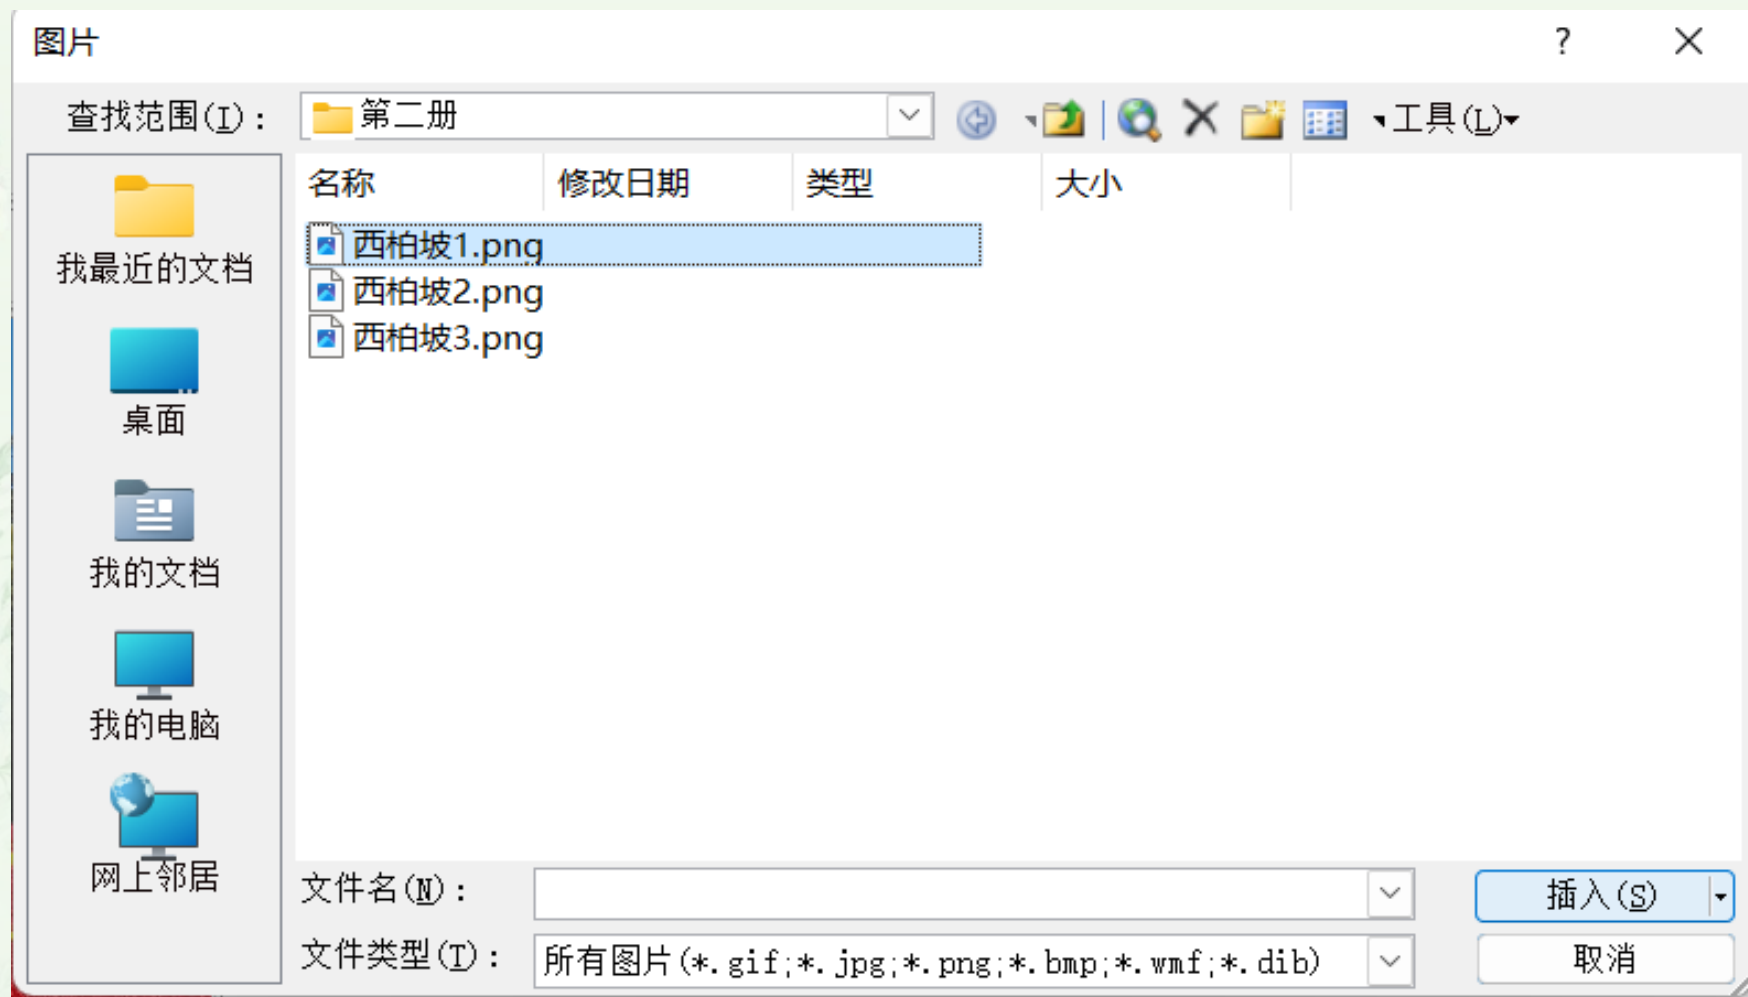 图片
查找范围(I): 第二册 工具(L)
名称 修改日期 类型 大小
西柏坡1.png
西柏坡2.png
西柏坡3.png
我最近的文档
桌面
我的文档
我的电脑
网上邻居
文件名(N): 插入(S)
文件类型(T): 所有图片(*.gif;*.jpg;*.png;*.bmp;*.wmf;*.dib) 取消